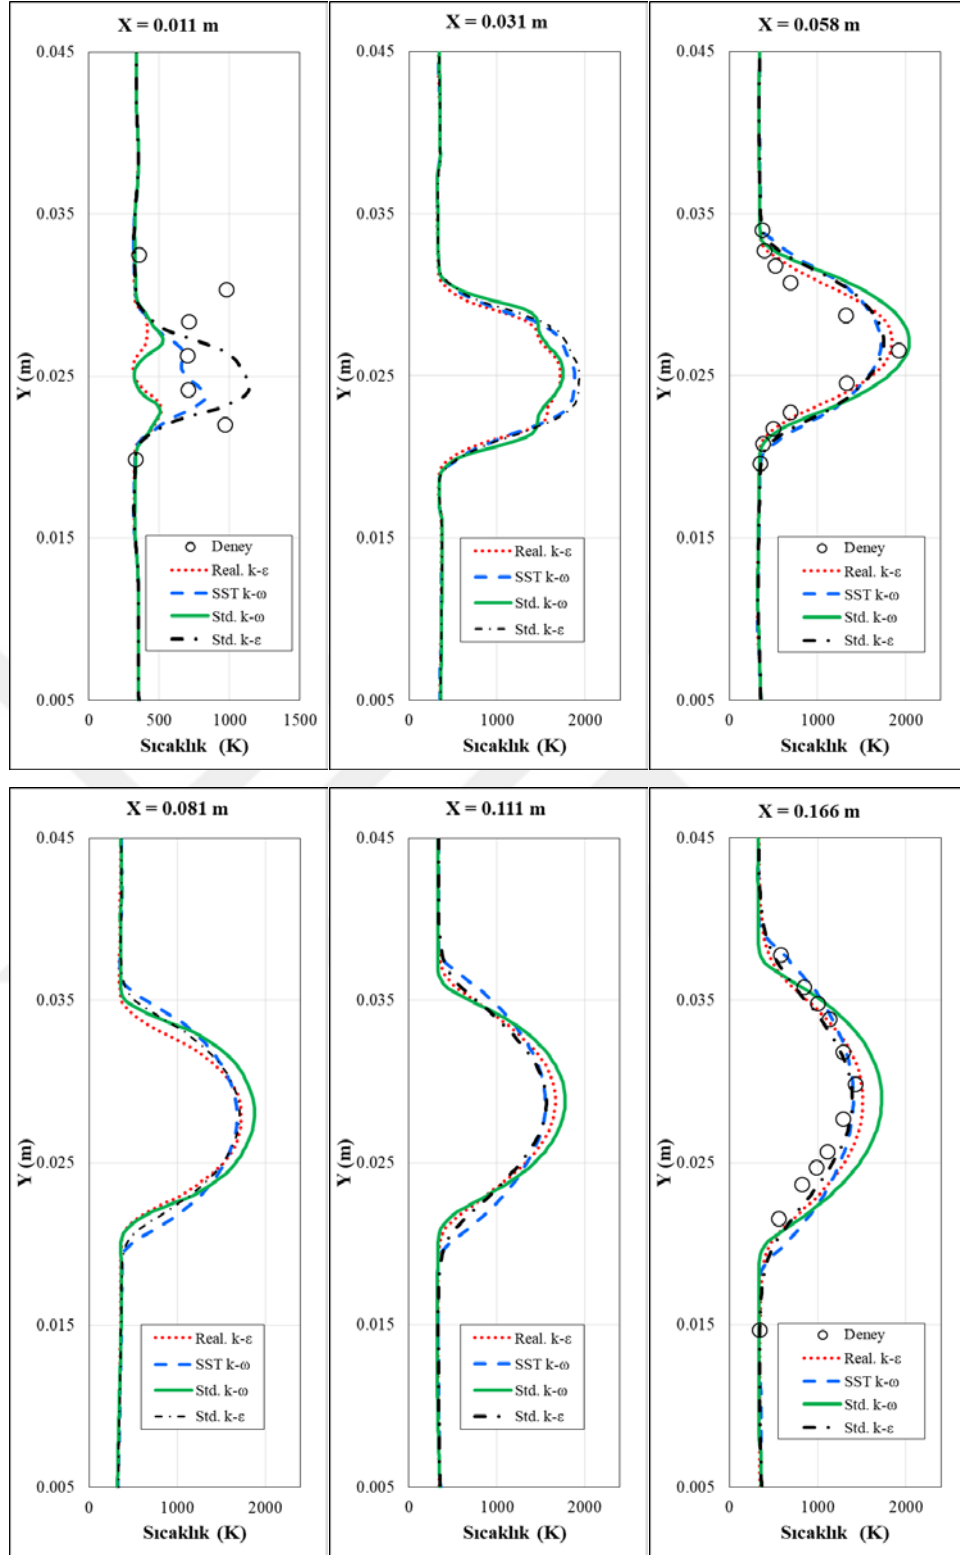 X = 0.011 m
0.045
0.035
0.025
0.015
0.005
Y (m)
Deney
Real. k-ε
SST k-ω
Std. k-ω
Std. k-ε
0 500 1000 1500
Sıcaklık (K)
X = 0.031 m
0.045
0.035
0.025
0.015
0.005
Y (m)
Real. k-ε
SST k-ω
Std. k-ω
Std. k-ε
0 1000 2000
Sıcaklık (K)
X = 0.058 m
0.045
0.035
0.025
0.015
0.005
Y (m)
Deney
Real. k-ε
SST k-ω
Std. k-ω
Std. k-ε
0 1000 2000
Sıcaklık (K)
X = 0.081 m
0.045
0.035
0.025
0.015
0.005
Y (m)
Real. k-ε
SST k-ω
Std. k-ω
Std. k-ε
0 1000 2000
Sıcaklık (K)
X = 0.111 m
0.045
0.035
0.025
0.015
0.005
Y (m)
Real. k-ε
SST k-ω
Std. k-ω
Std. k-ε
0 1000 2000
Sıcaklık (K)
X = 0.166 m
0.045
0.035
0.025
0.015
0.005
Y (m)
Deney
Real. k-ε
SST k-ω
Std. k-ω
Std. k-ε
0 1000 2000
Sıcaklık (K)